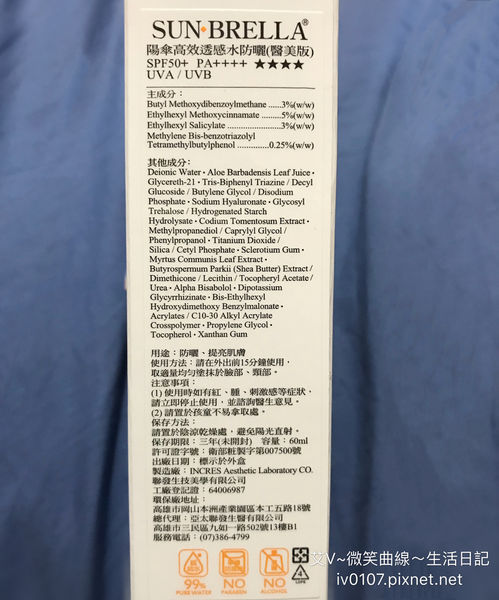 SUN·BRELLA®
陽傘高效透感水防曬(醫美版)
SPF50+ PA++++ ★★★★
UVA / UVB
主成分:
Butyl Methoxydibenzoylmethane.....3%(w/w)
Ethylhexyl Methoxycinnamate.........5%(w/w)
Ethylhexyl Salicylate......................3%(w/w)
Methylene Bis-benzotriazolyl
Tetramethylbutylphenol.............0.25%(w/w)
其他成分:
Deionic Water·Aloe Barbadensis Leaf Juice·
Glycereth-21·Tris-Biphenyl Triazine / Decyl
Glucoside / Butylene Glycol / Disodium
Phosphate·Sodium Hyaluronate·Glycosyl
Trehalose / Hydrogenated Starch
Hydrolysate·Codium Tomentosum Extract·
Methylpropanediol / Caprylyl Glycol /
Phenylpropanol·Titanium Dioxide /
Silica / Cetyl Phosphate·Sclerotium Gum·
Myrtus Communis Leaf Extract·
Butyrospermum Parkii (Shea Butter) Extract /
Dimethicone / Lecithin / Tocopheryl Acetate /
Urea·Alpha Bisabolol·Dipotassium
Glycyrrhizinate·Bis-Ethylhexyl
Hydroxydimethoxy Benzylmalonate·
Acrylates / C10-30 Alkyl Acrylate
Crosspolymer·Propylene Glycol·
Tocopherol·Xanthan Gum
用途：防曬、提亮肌膚
使用方法：請在外出前15分鐘使用，
取適量均勻塗抹於臉部、頸部。
注意事項：
(1) 使用時如有紅、腫、刺激感等症狀，
請立即停止使用，並諮詢醫生意見。
(2) 請置於孩童不易拿取處。
保存方法：
請置於陰涼乾燥處，避免陽光直射。
保存期限：三年(未開封) 容量：60ml
許可證字號：衛部粧製字第007500號
出廠日期：標示於外盒
製造廠：INCRES Aesthetic Laboratory CO.
聯發生技美學有限公司
工廠登記證：64006987
環保廠地址：
高雄市岡山本洲產業園區本工五路18號
總代理：亞太聯發生醫有限公司
高雄市三民區九如一路502號13樓B1
服務電話：(07)386-4799
99%
PURE WATER
NO
PARABEN
NO
ALCOHOL
4
LDPE
艾V~微笑曲線~生活日記
iv0107.pixnet.net